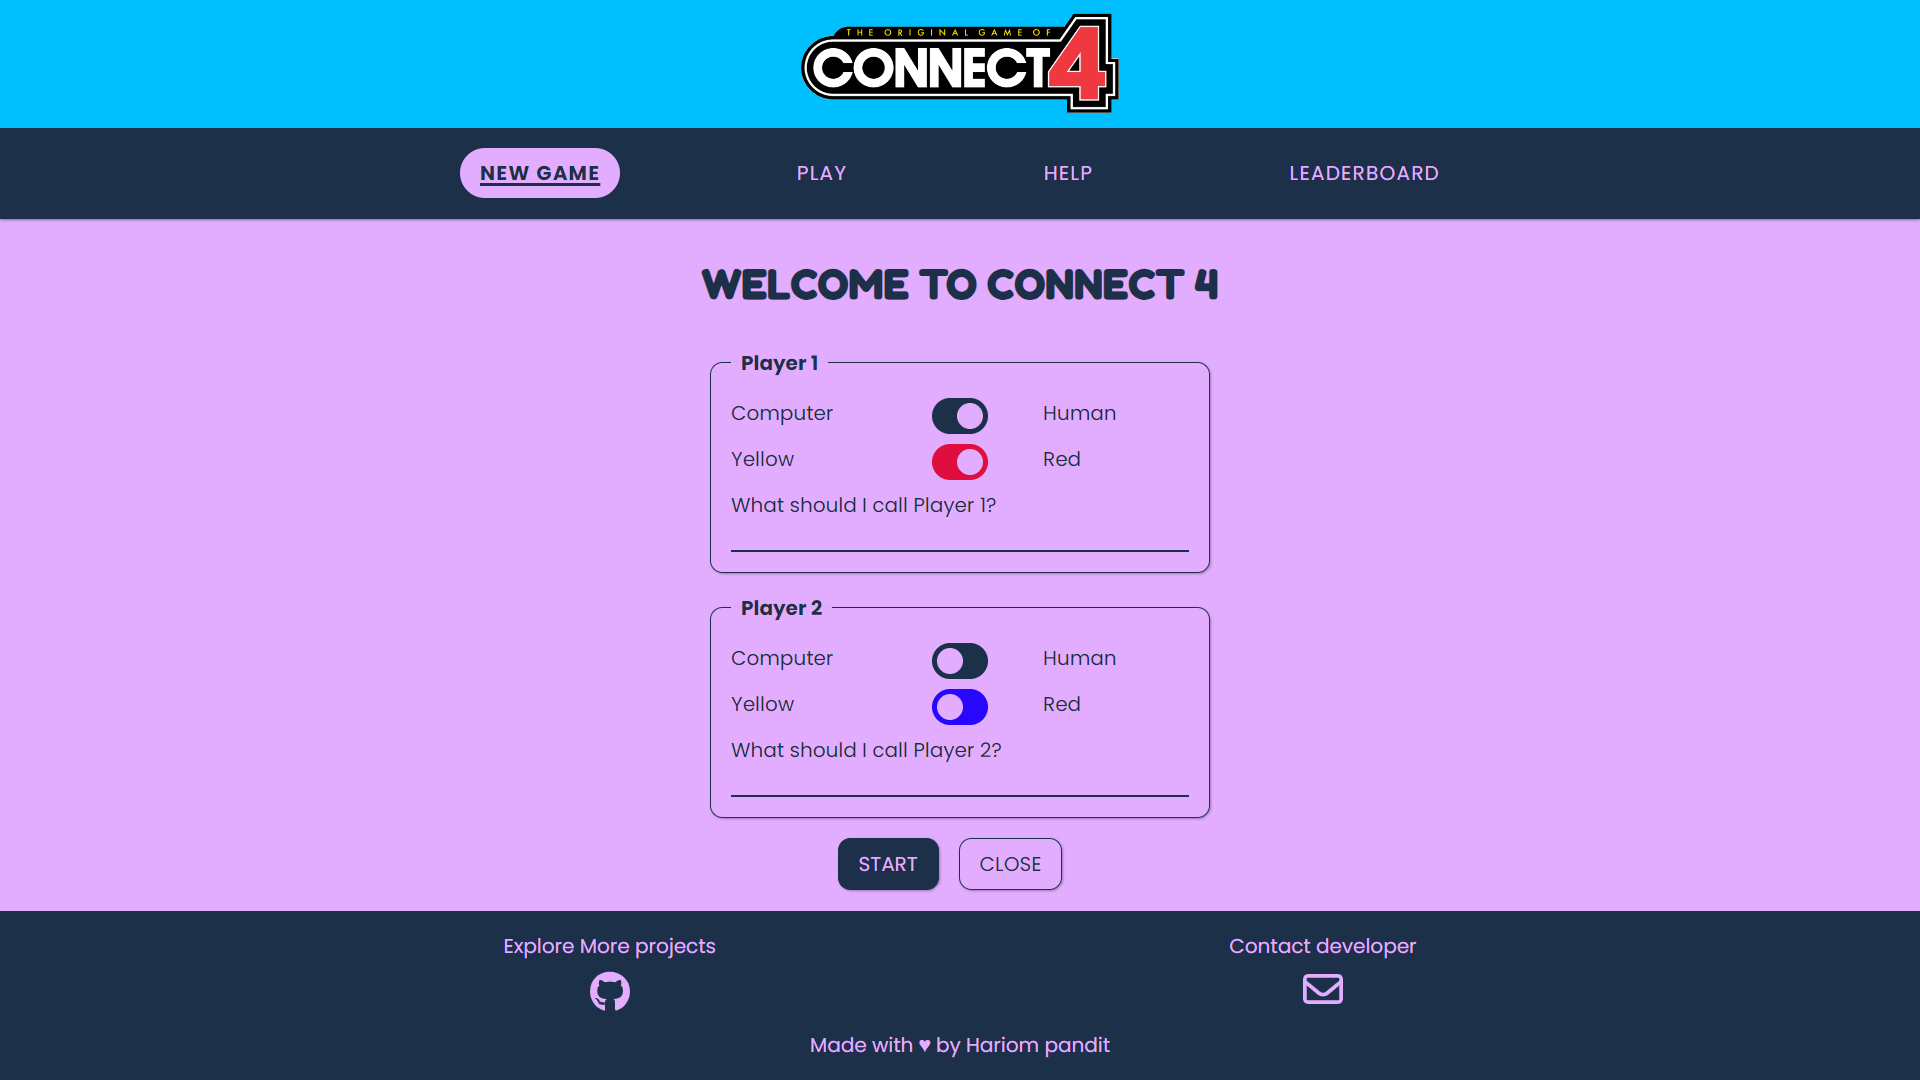 THE ORIGINAL GAME OF
CONNECT 4
NEW GAME
PLAY
HELP
LEADERBOARD
WELCOME TO CONNECT 4
Player 1
Computer
Human
Yellow
Red
What should I call Player 1?
Player 2
Computer
Human
Yellow
Red
What should I call Player 2?
START
CLOSE
Explore More projects
Contact developer
Made with ♥ by Hariom pandit